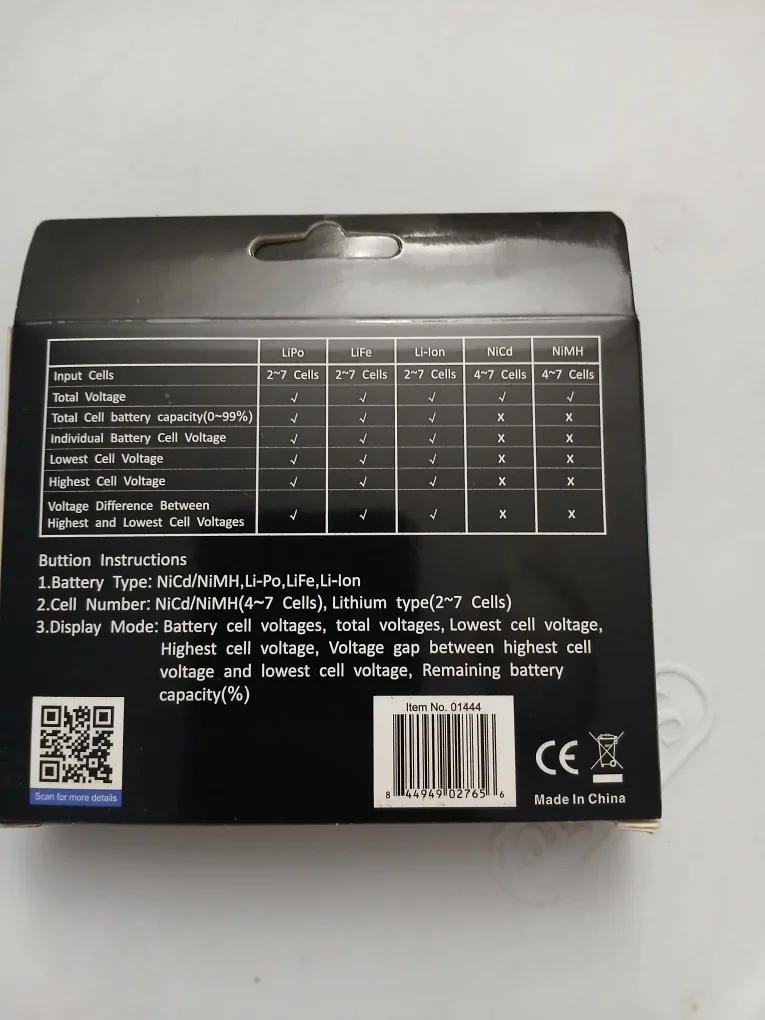 LiPo LiFe Li-Ion NiCd NiMH
Input Cells 2~7 Cells 2~7 Cells 2~7 Cells 4~7 Cells 4~7 Cells
Total Voltage √ √ √ √ √
Total Cell battery capacity(0~99%) √ √ √ X X
Individual Battery Cell Voltage √ √ √ X X
Lowest Cell Voltage √ √ √ X X
Highest Cell Voltage √ √ √ X X
Voltage Difference Between
Highest and Lowest Cell Voltages √ √ √ X X
Buttion Instructions
1.Battery Type: NiCd/NiMH,Li-Po,LiFe,Li-Ion
2.Cell Number: NiCd/NiMH(4~7 Cells), Lithium type(2~7 Cells)
3.Display Mode: Battery cell voltages, total voltages, Lowest cell voltage,
Highest cell voltage, Voltage gap between highest cell
voltage and lowest cell voltage, Remaining battery
capacity(%)
Scan for more details
Item No. 01444
8 44949 02765 6
CE
Made In China